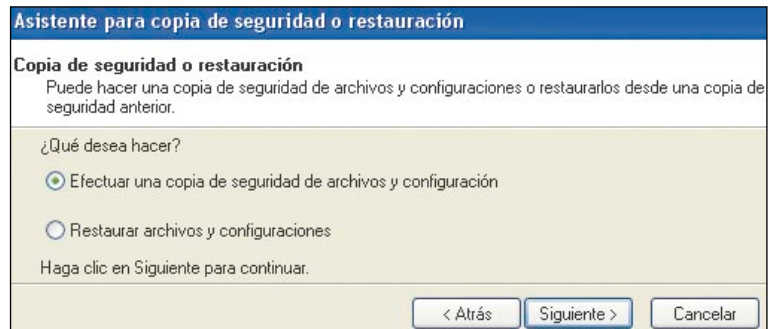 Asistente para copia de seguridad o restauración
Copia de seguridad o restauración
Puede hacer una copia de seguridad de archivos y configuraciones o restaurarlos desde una copia de
seguridad anterior.
¿Qué desea hacer?
Efectuar una copia de seguridad de archivos y configuración
Restaurar archivos y configuraciones
Haga clic en Siguiente para continuar.
< Atrás Siguiente > Cancelar